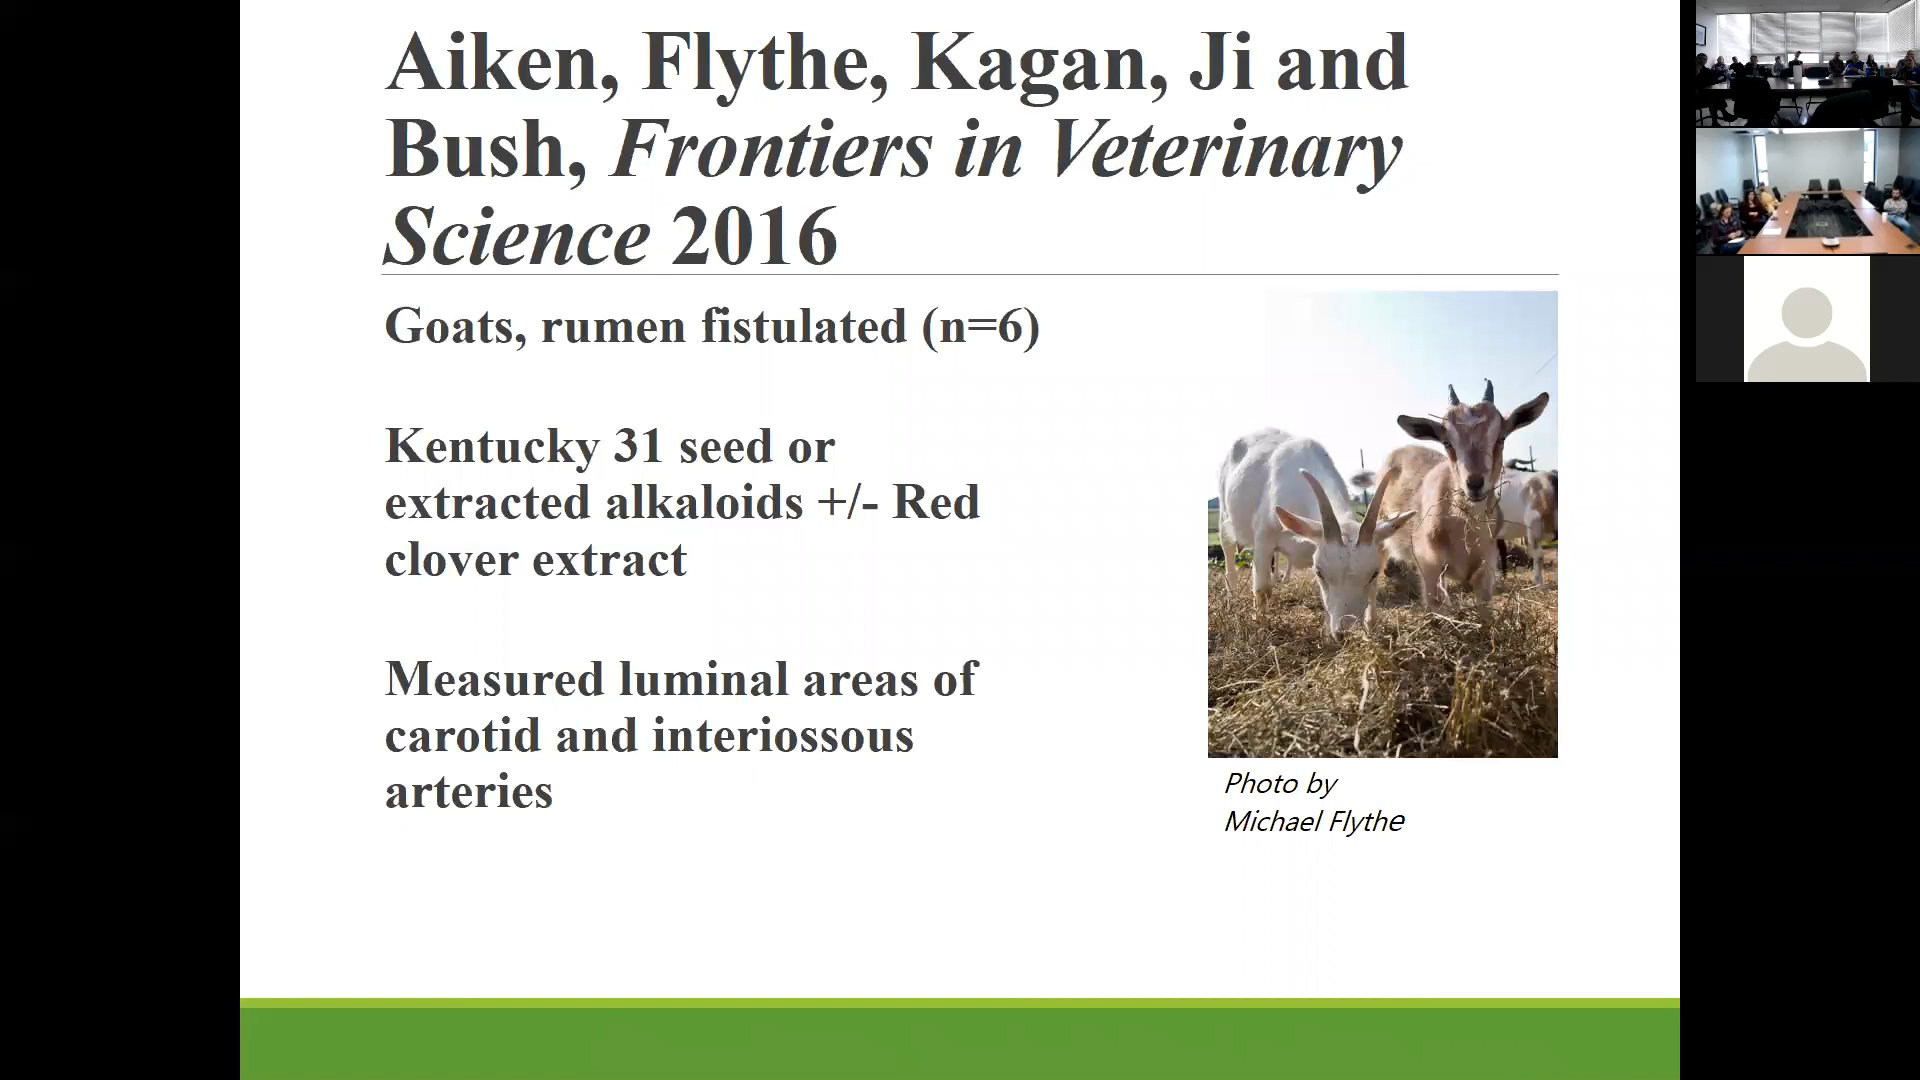 Aiken, Flythe, Kagan, Ji and
Bush, Frontiers in Veterinary
Science 2016
Goats, rumen fistulated (n=6)
Kentucky 31 seed or
extracted alkaloids +/- Red
clover extract
Measured luminal areas of
carotid and interiossous
arteries
Photo by
Michael Flythe